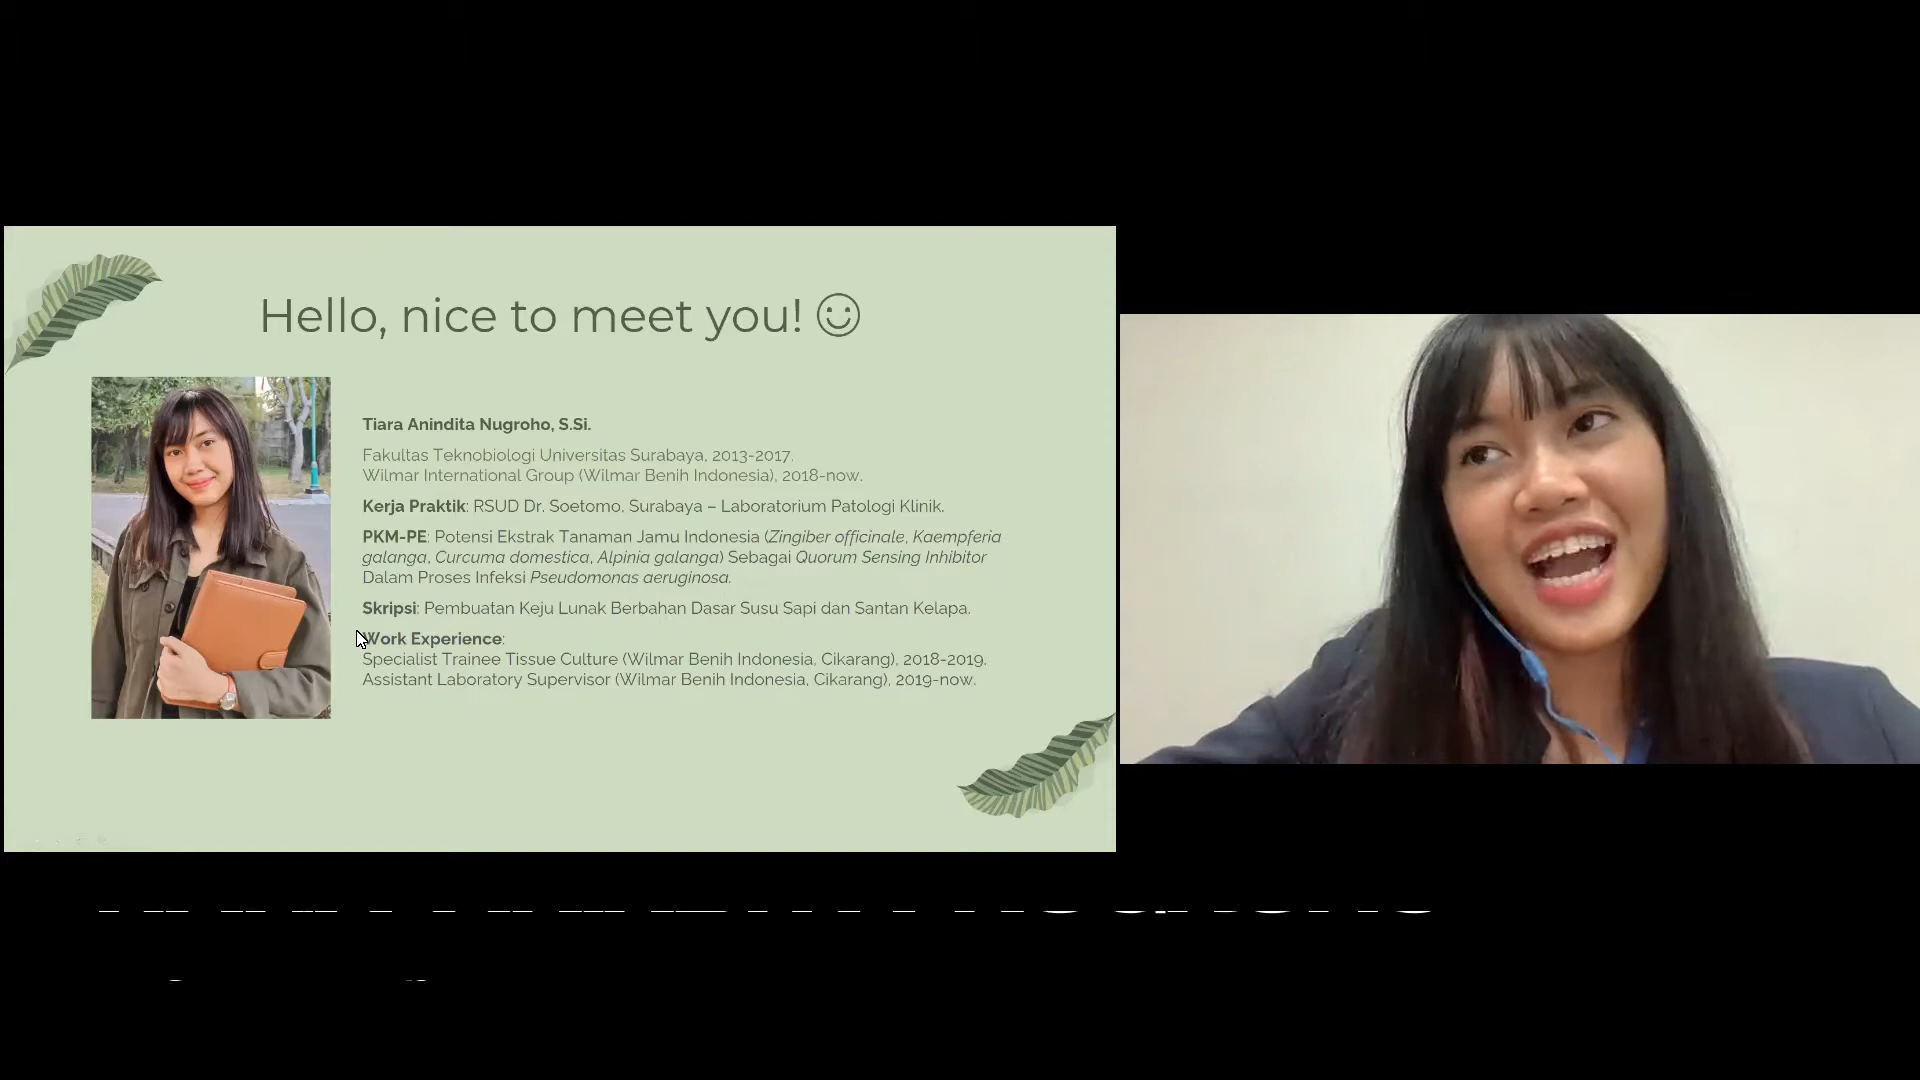 Hello, nice to meet you!
Tiara Anindita Nugroho, S.Si.
Fakultas Teknobiologi Universitas Surabaya, 2013-2017.
Wilmar International Group (Wilmar Benih Indonesia), 2018-now.
Kerja Praktik: RSUD Dr. Soetomo, Surabaya – Laboratorium Patologi Klinik.
PKM-PE: Potensi Ekstrak Tanaman Jamu Indonesia (Zingiber officinale, Kaempferia
galanga, Curcuma domestica, Alpinia galanga) Sebagai Quorum Sensing Inhibitor
Dalam Proses Infeksi Pseudomonas aeruginosa.
Skripsi: Pembuatan Keju Lunak Berbahan Dasar Susu Sapi dan Santan Kelapa.
Work Experience:
Specialist Trainee Tissue Culture (Wilmar Benih Indonesia, Cikarang), 2018-2019.
Assistant Laboratory Supervisor (Wilmar Benih Indonesia, Cikarang), 2019-now.